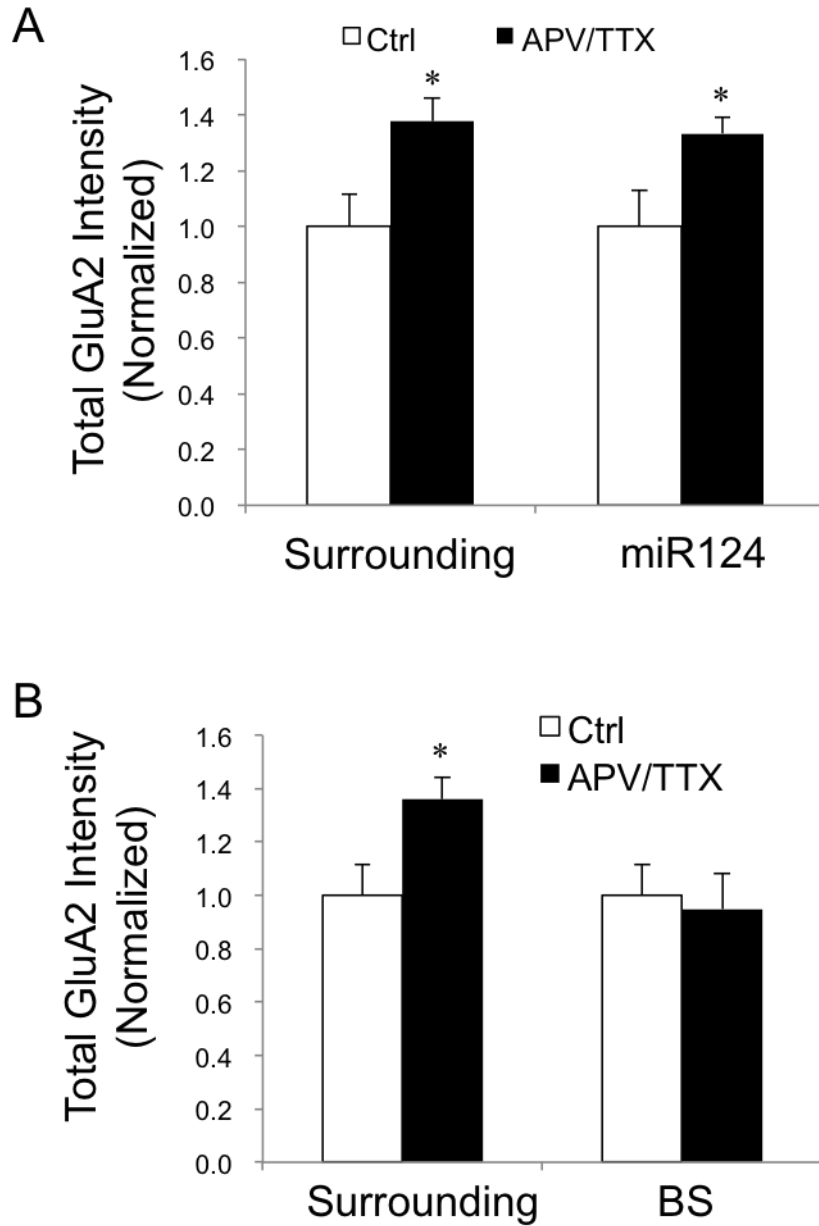 A
Ctrl APV/TTX
Total GluA2 Intensity
(Normalized)
1.6
1.4
1.2
1.0
0.8
0.6
0.4
0.2
0.0
*
*
Surrounding miR124
B
Ctrl
APV/TTX
Total GluA2 Intensity
(Normalized)
1.6
1.4
1.2
1.0
0.8
0.6
0.4
0.2
0.0
*
Surrounding BS